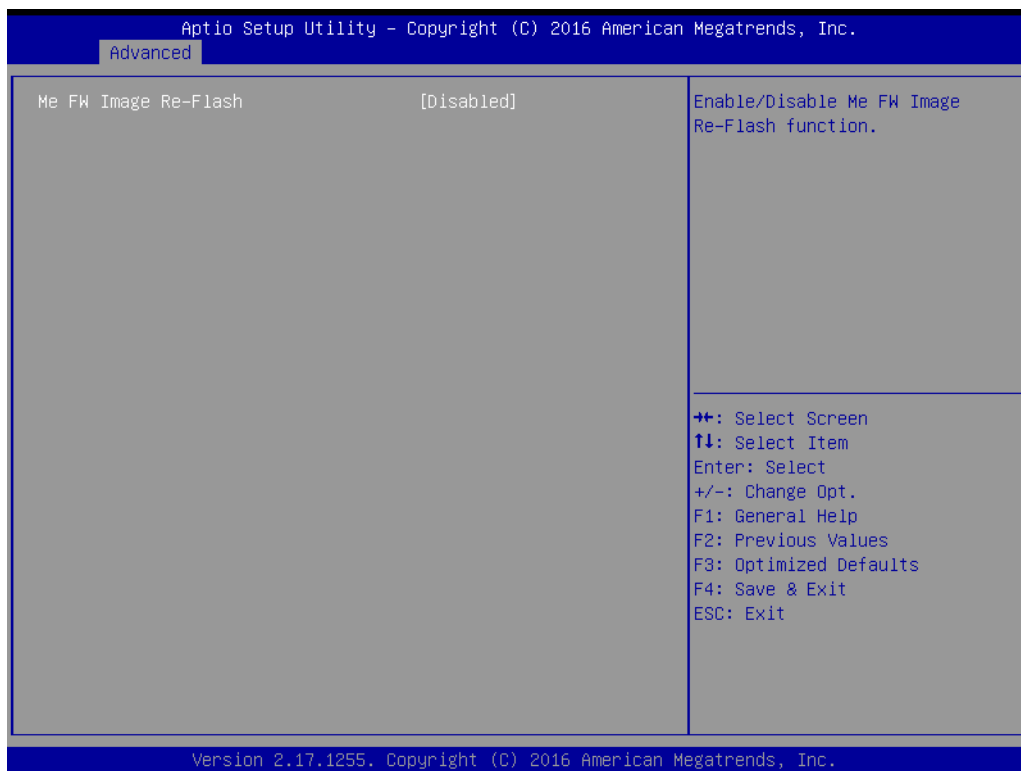 Aptio Setup Utility – Copyright (C) 2016 American Megatrends, Inc.
Advanced
Me FW Image Re-Flash [Disabled]
Enable/Disable Me FW Image
Re-Flash function.
→←: Select Screen
↑↓: Select Item
Enter: Select
+/-: Change Opt.
F1: General Help
F2: Previous Values
F3: Optimized Defaults
F4: Save & Exit
ESC: Exit
Version 2.17.1255. Copyright (C) 2016 American Megatrends, Inc.